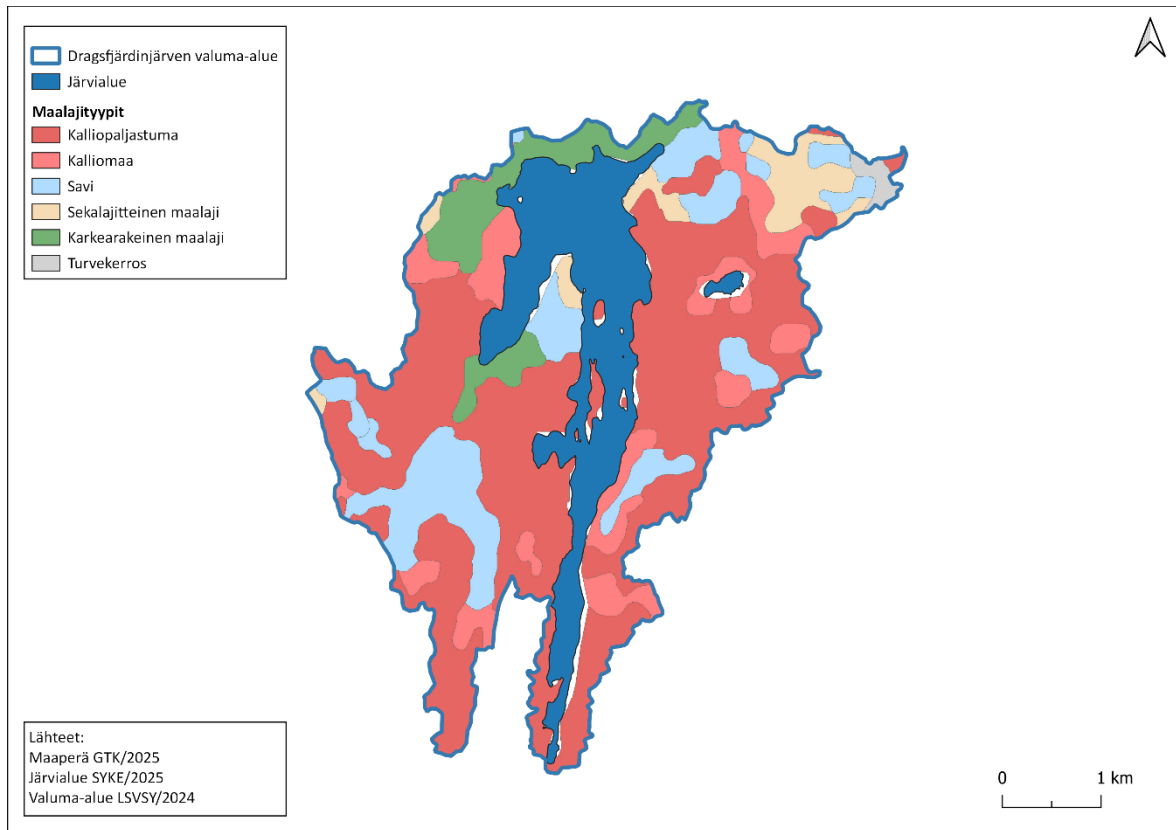 Dragsfjärdinjärven valuma-alue
Järvialue
Maalajityypit
Kalliopaljastuma
Kalliomaa
Savi
Sekalajitteinen maalaji
Karkearakeinen maalaji
Turvekerros
Lähteet:
Maaperä GTK/2025
Järvialue SYKE/2025
Valuma-alue LSVSY/2024
0 1 km